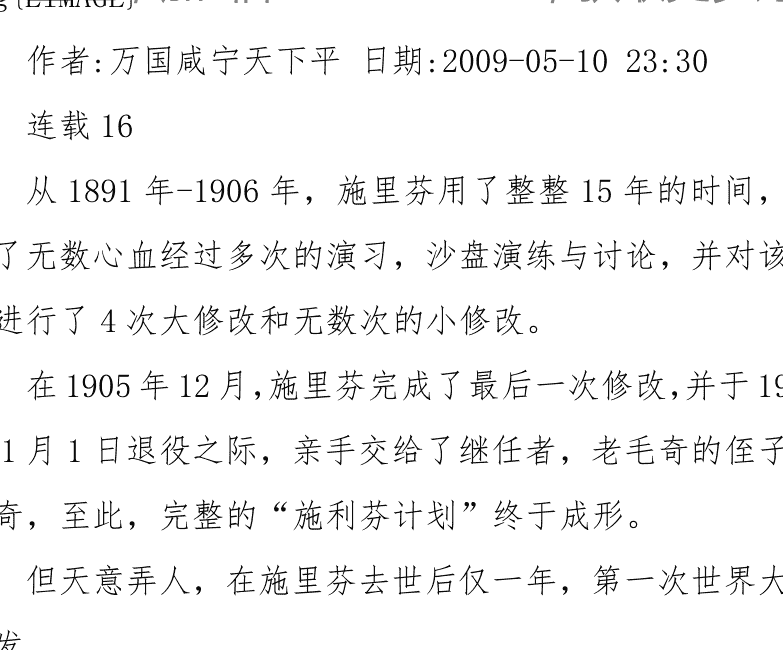 作者:万国咸宁天下平 日期:2009-05-10 23:30
连载 16
从 1891 年-1906 年，施里芬用了整整 15 年的时间，
了无数心血经过多次的演习，沙盘演练与讨论，并对该
进行了 4 次大修改和无数次的小修改。
在 1905 年 12 月,施里芬完成了最后一次修改,并于 19
1 月 1 日退役之际，亲手交给了继任者，老毛奇的侄子
奇，至此，完整的“施利芬计划”终于成形。
但天意弄人，在施里芬去世后仅一年，第一次世界大
发